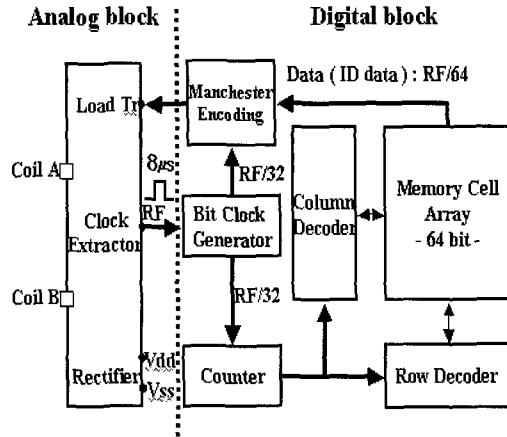 Analog block
Digital block
Load Tr
Manchester
Encoding
Data ( ID data ) : RF/64
8μs
Coil A
RF/32
Clock
Extractor
RF
Bit Clock
Generator
Column
Decoder
Memory Cell
Array
- 64 bit -
Coil B
RF/32
Vdd
Rectifier
Vss
Counter
Row Decoder